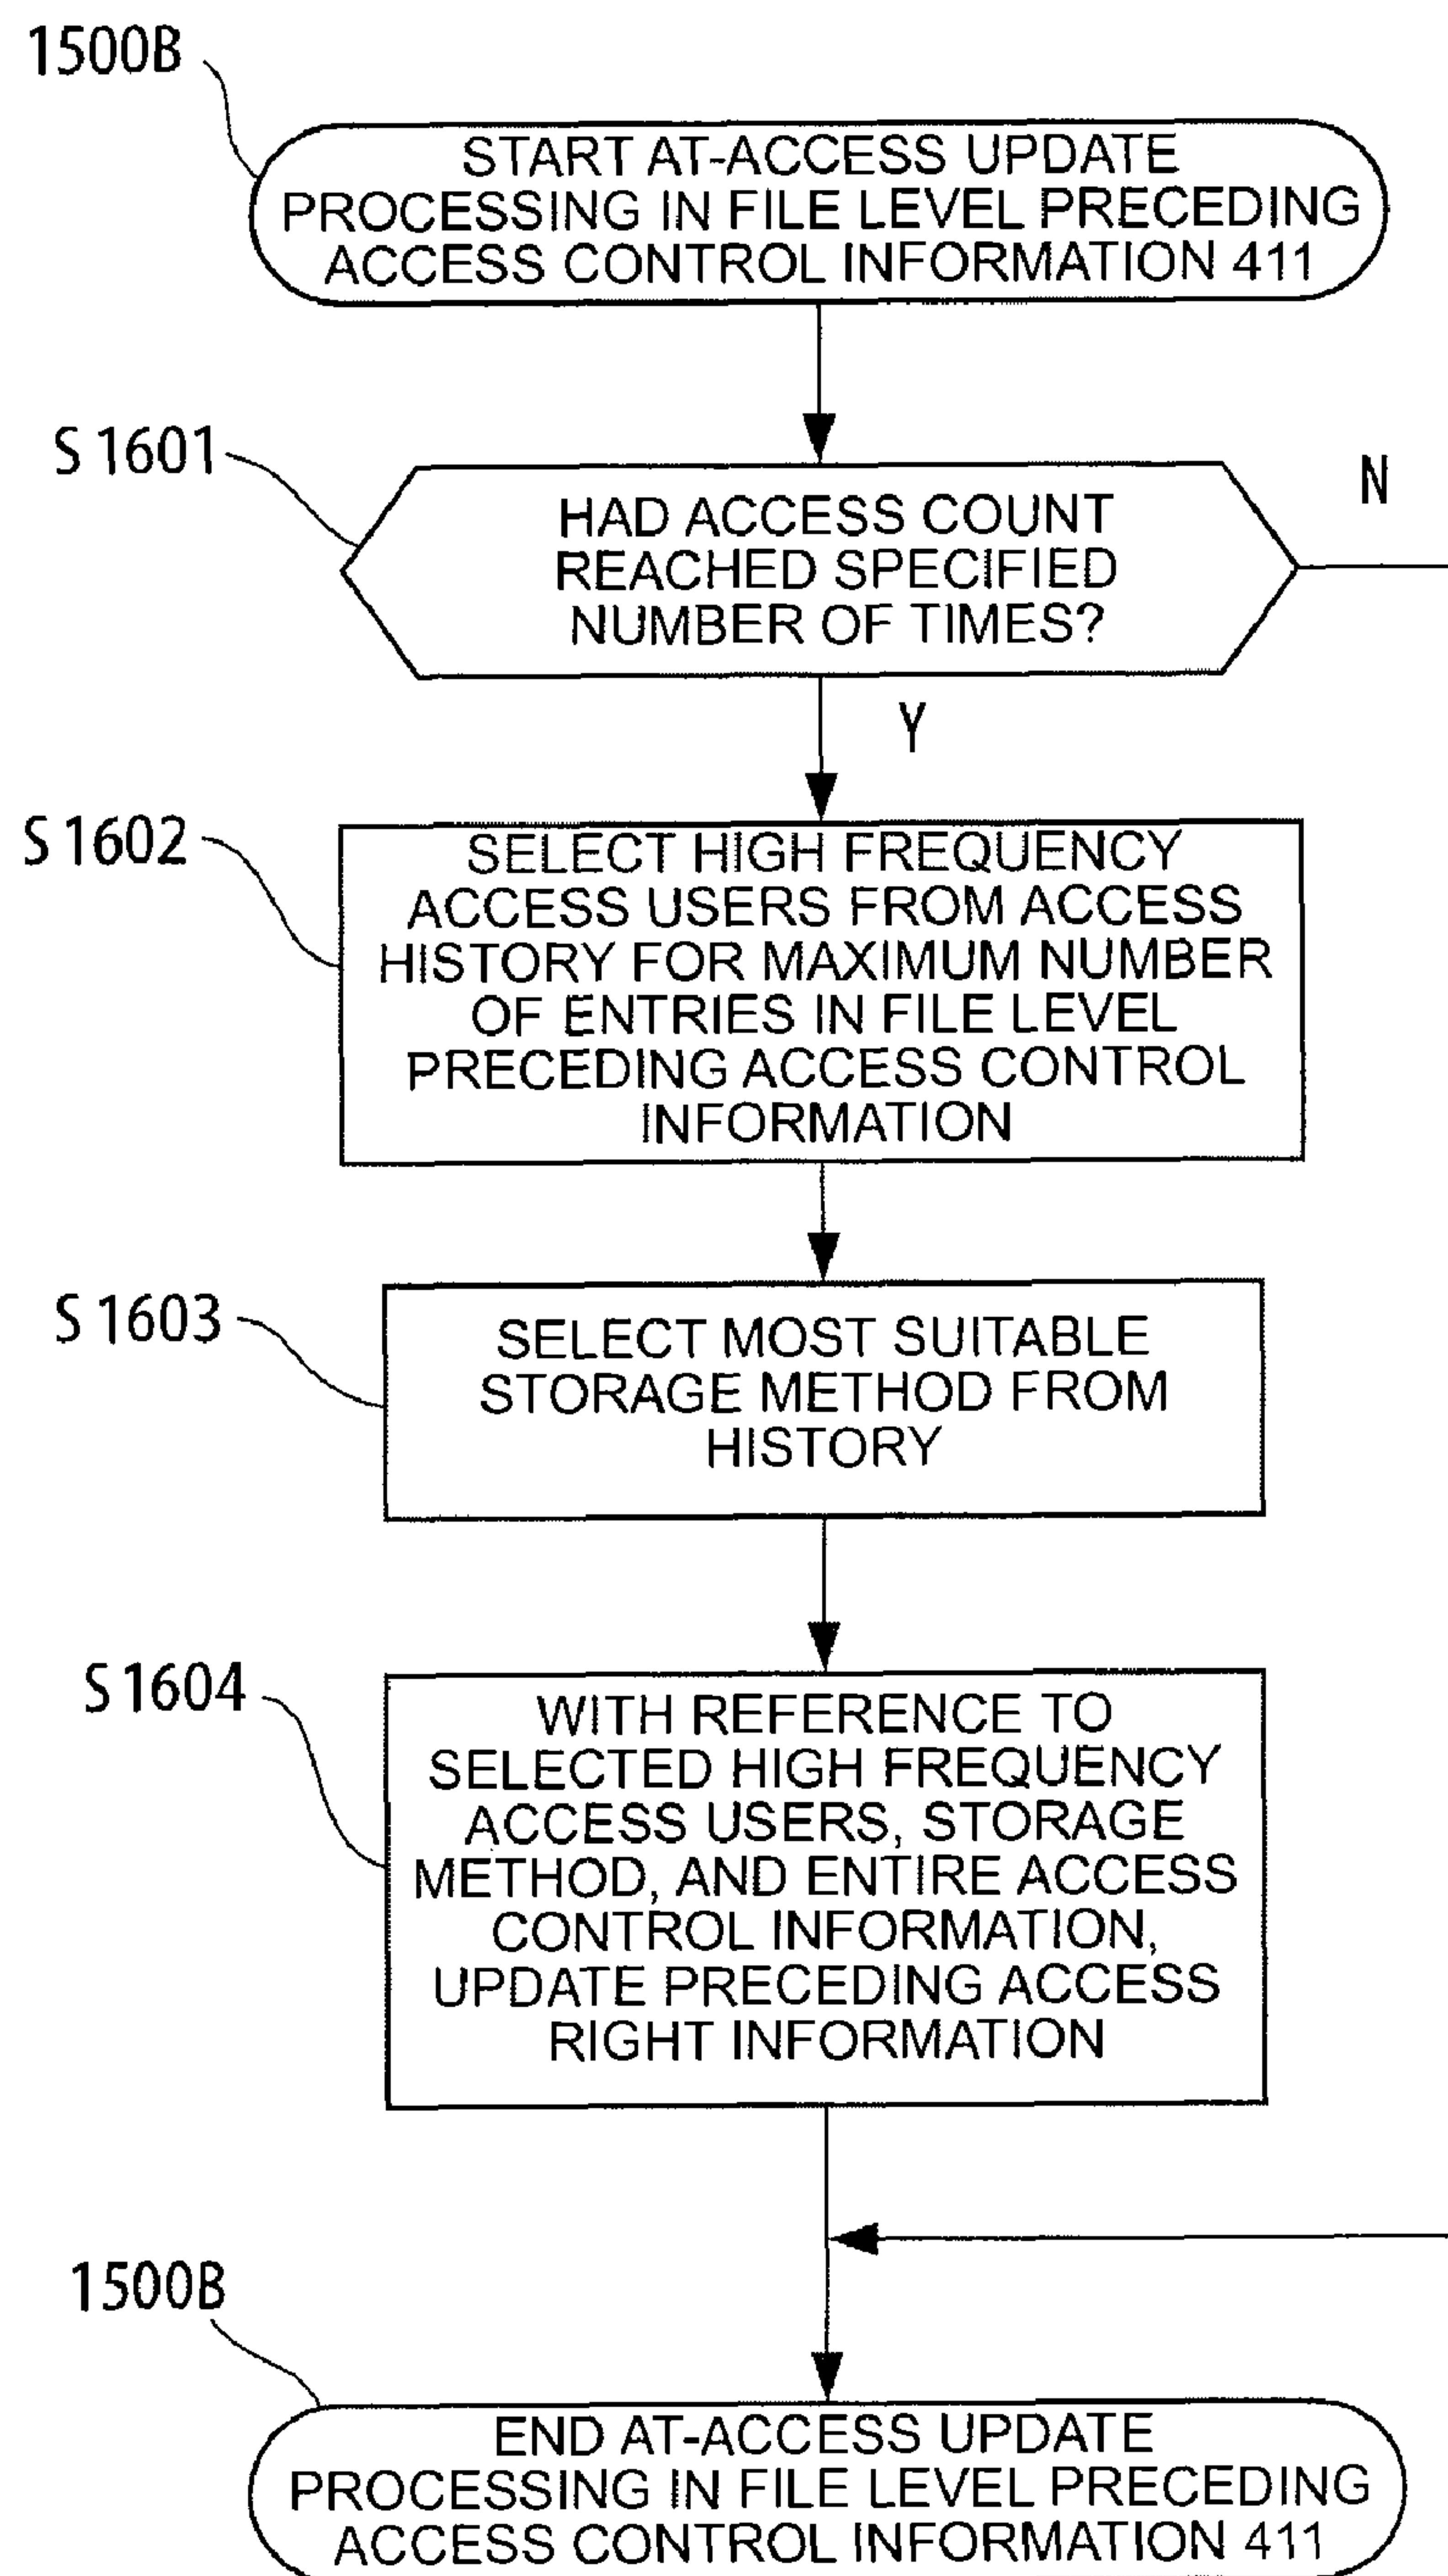 1500B
START AT-ACCESS UPDATE
PROCESSING IN FILE LEVEL PRECEDING
ACCESS CONTROL INFORMATION 411
S 1601
HAD ACCESS COUNT
REACHED SPECIFIED
NUMBER OF TIMES?
N
Y
S 1602
SELECT HIGH FREQUENCY
ACCESS USERS FROM ACCESS
HISTORY FOR MAXIMUM NUMBER
OF ENTRIES IN FILE LEVEL
PRECEDING ACCESS CONTROL
INFORMATION
S 1603
SELECT MOST SUITABLE
STORAGE METHOD FROM
HISTORY
S 1604
WITH REFERENCE TO
SELECTED HIGH FREQUENCY
ACCESS USERS, STORAGE
METHOD, AND ENTIRE ACCESS
CONTROL INFORMATION,
UPDATE PRECEDING ACCESS
RIGHT INFORMATION
1500B
END AT-ACCESS UPDATE
PROCESSING IN FILE LEVEL PRECEDING
ACCESS CONTROL INFORMATION 411